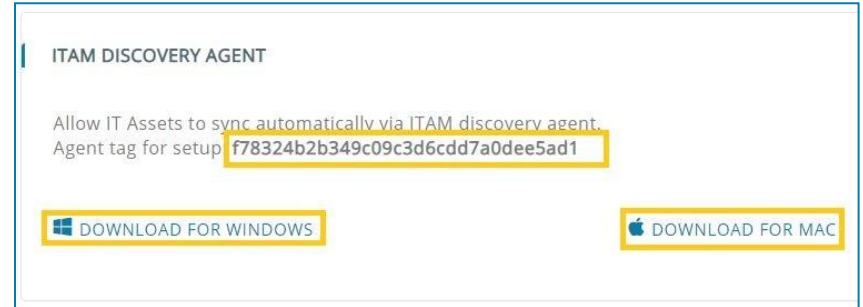 ITAM DISCOVERY AGENT
Allow IT Assets to sync automatically via ITAM discovery agent.
Agent tag for setup f78324b2b349c09c3d6cdd7a0dee5ad1
DOWNLOAD FOR WINDOWS
DOWNLOAD FOR MAC